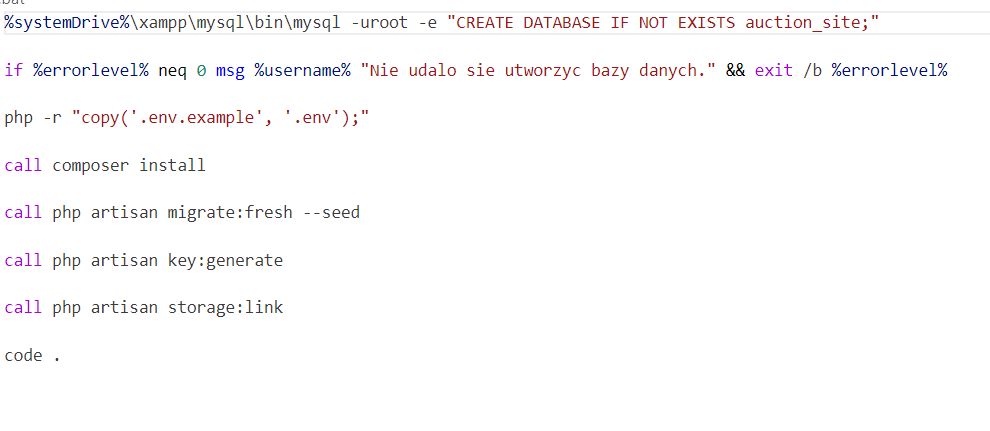 %systemDrive%\xampp\mysql\bin\mysql -uroot -e "CREATE DATABASE IF NOT EXISTS auction_site;"
if %errorlevel% neq 0 msg %username% "Nie udalo sie utworzyc bazy danych." && exit /b %errorlevel%
php -r "copy('.env.example', '.env');"
call composer install
call php artisan migrate:fresh --seed
call php artisan key:generate
call php artisan storage:link
code .